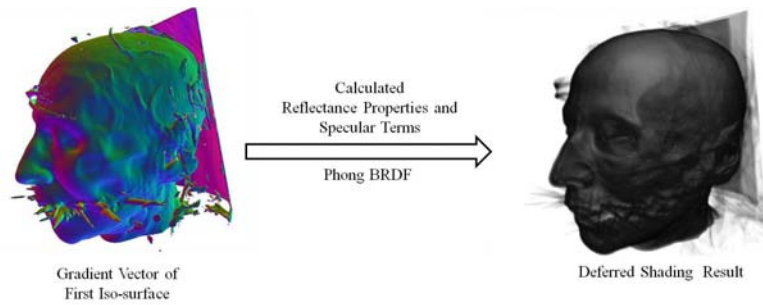 Calculated
Reflectance Properties and
Specular Terms
Phong BRDF
Gradient Vector of
First Iso-surface
Deferred Shading Result